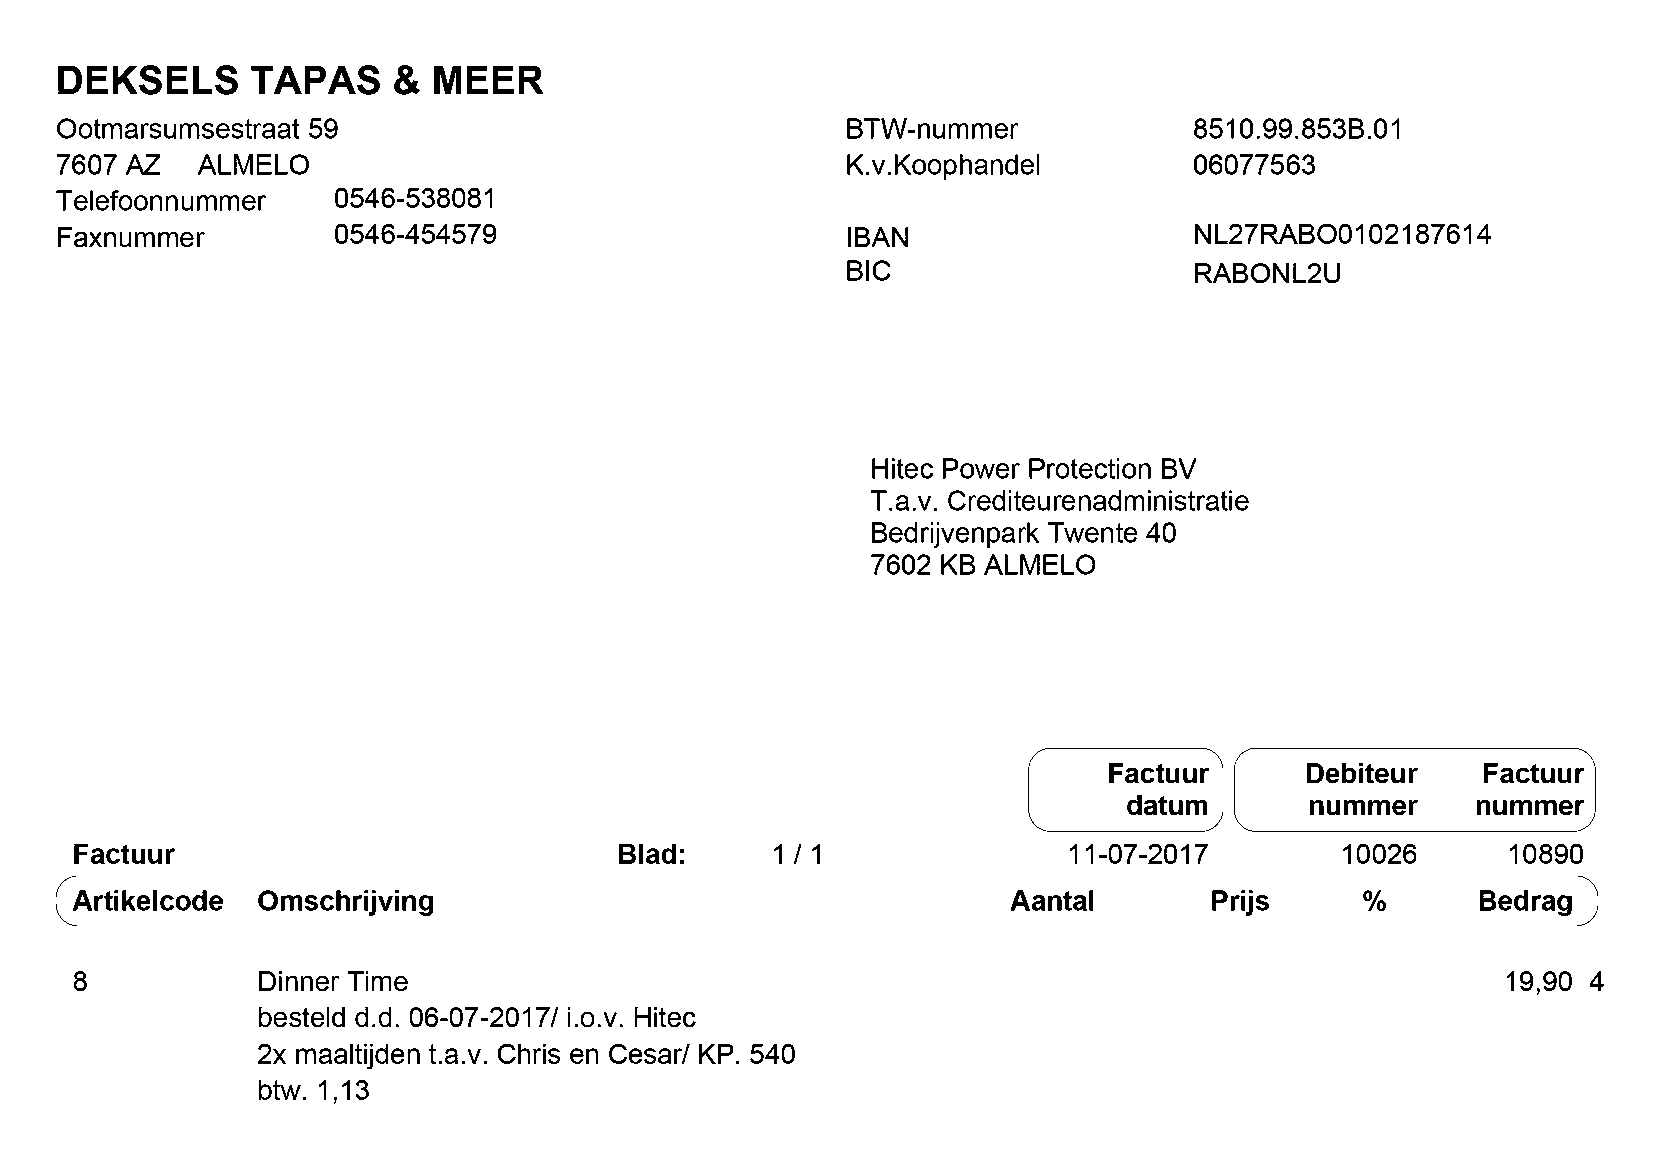 DEKSELS TAPAS & MEER
Ootmarsumsestraat 59 BTW-nummer 8510.99.853B.01
7607 AZ ALMELO K.v.Koophandel 06077563
Telefoonnummer 0546-538081
Faxnummer 0546-454579 IBAN NL27RABO0102187614
BIC RABONL2U
Hitec Power Protection BV
T.a.v. Crediteurenadministratie
Bedrijvenpark Twente 40
7602 KB ALMELO
Factuur Debiteur Factuur
datum nummer nummer
Factuur Blad: 1 / 1 11-07-2017 10026 10890
Artikelcode Omschrijving Aantal Prijs % Bedrag
8 Dinner Time 19,90 4
besteld d.d. 06-07-2017/ i.o.v. Hitec
2x maaltijden t.a.v. Chris en Cesar/ KP. 540
btw. 1,13